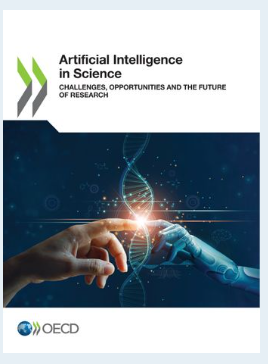 Artificial Intelligence
in Science
CHALLENGES, OPPORTUNITIES AND THE FUTURE
OF RESEARCH
OECD